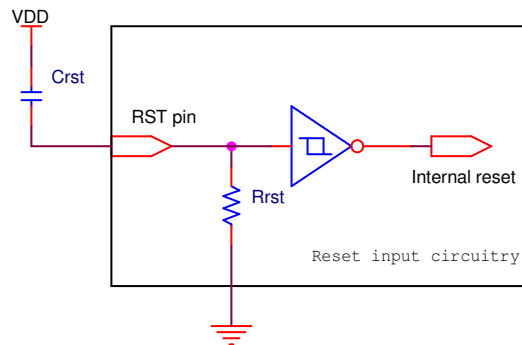 VDD
Crst
RST pin
Internal reset
Rrst
Reset input circuitry